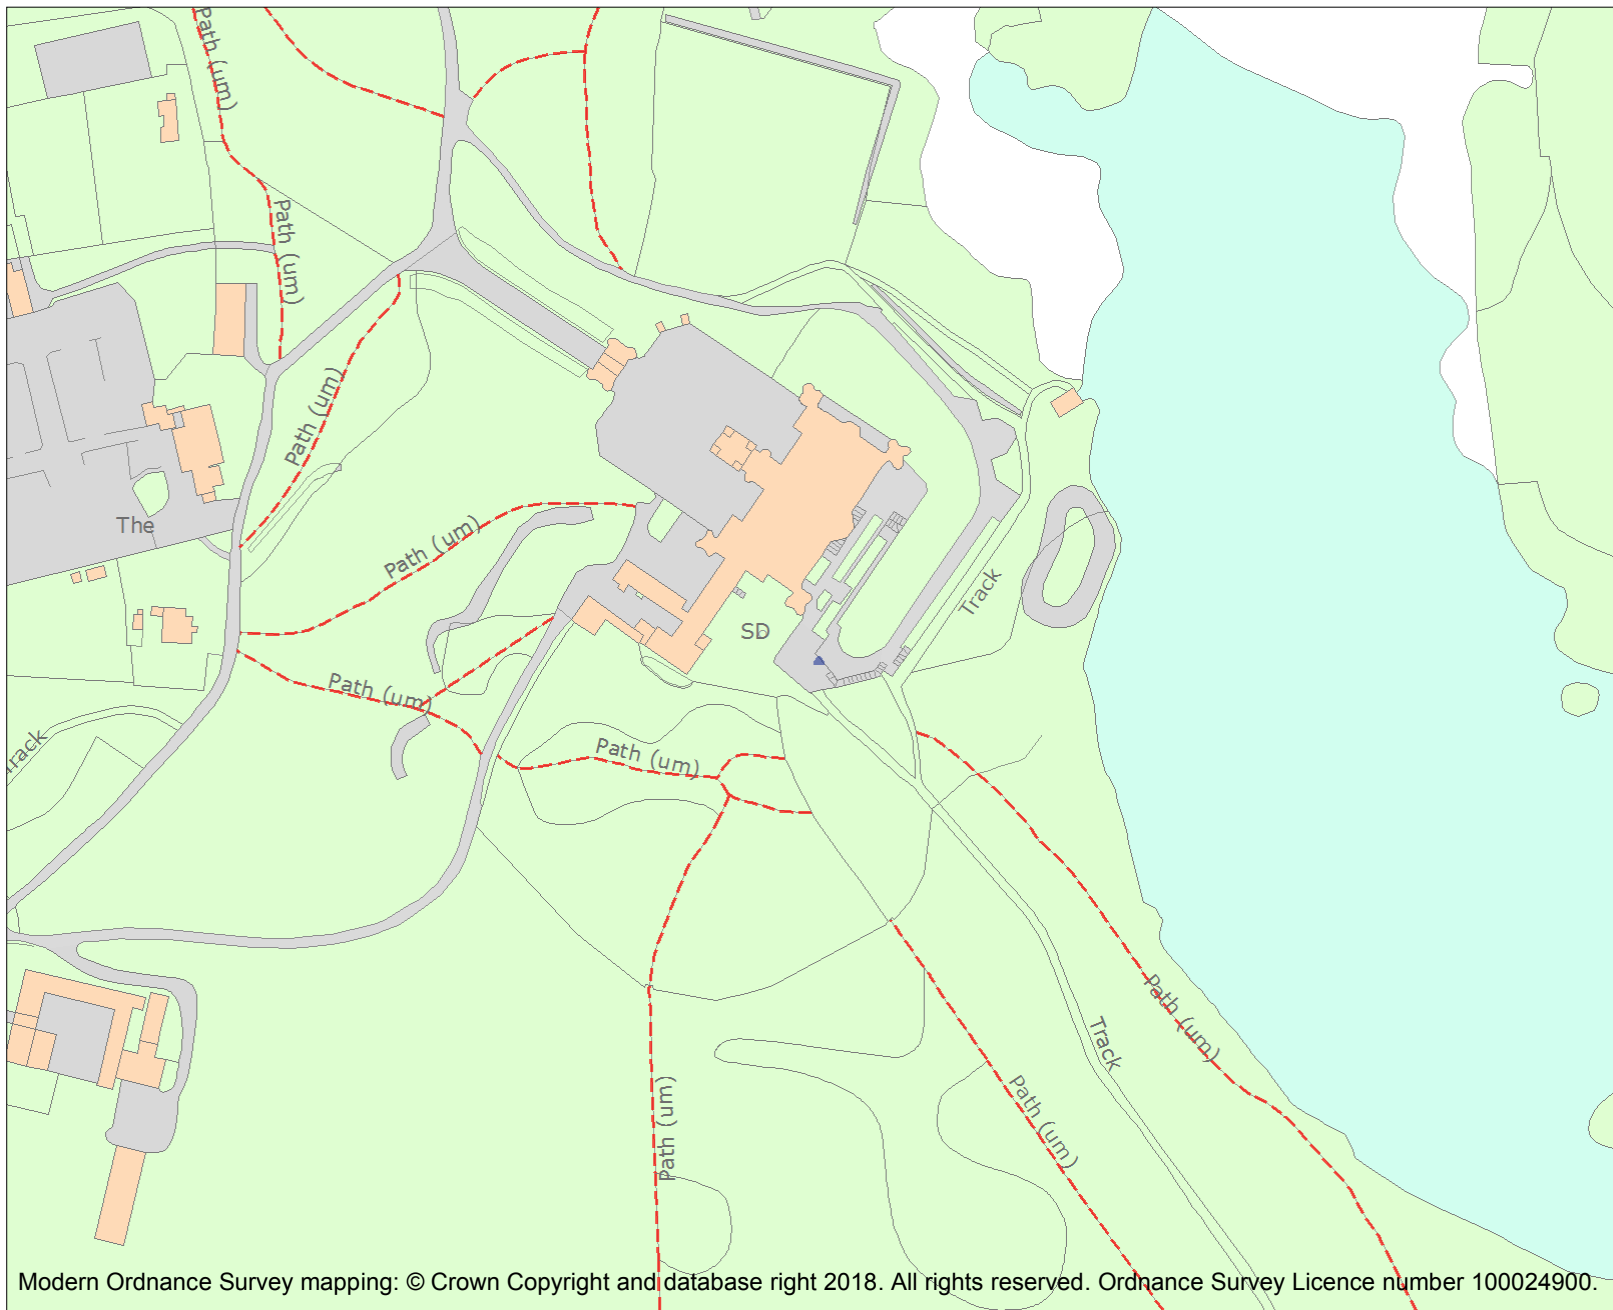 Path (um)
Path (um)
Path (um)
The
Path (um)
Track
SD
Path (um)
Path (um)
Track
Path (um)
Track
Path (um)
Path (um)
Modern Ordnance Survey mapping: © Crown Copyright and database right 2018. All rights reserved. Ordnance Survey Licence number 100024900.